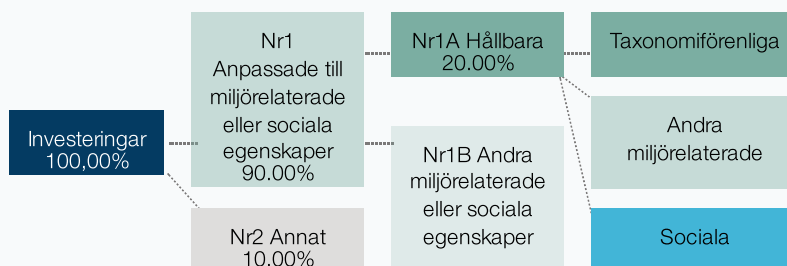 Investeringar
100,00%
Nr1
Anpassade till
miljörelaterade
eller sociala
egenskaper
90.00%
Nr2 Annat
10.00%
Nr1A Hållbara
20.00%
Nr1B Andra
miljörelaterade
eller sociala
egenskaper
Taxonomiförenliga
Andra
miljörelaterade
Sociala